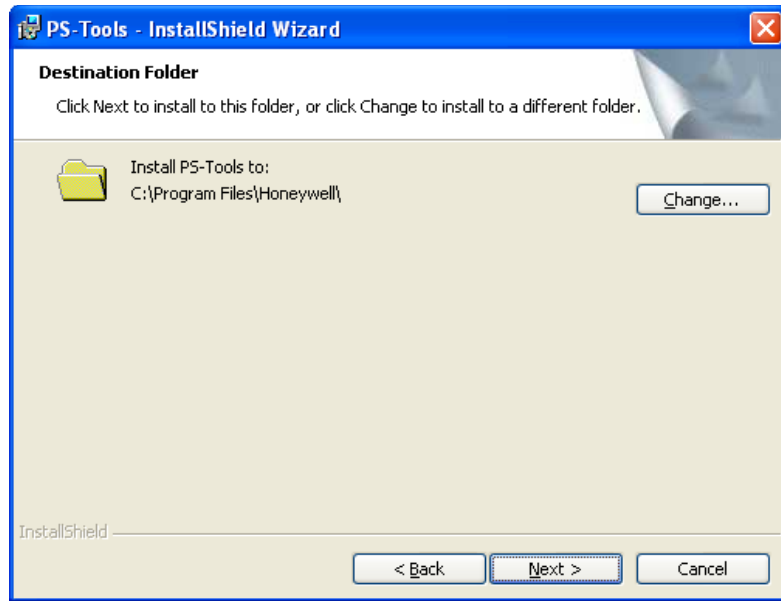 PS-Tools - InstallShield Wizard
Destination Folder
Click Next to install to this folder, or click Change to install to a different folder.
Install PS-Tools to:
C:\Program Files\Honeywell\
Change...
InstallShield
< Back
Next >
Cancel